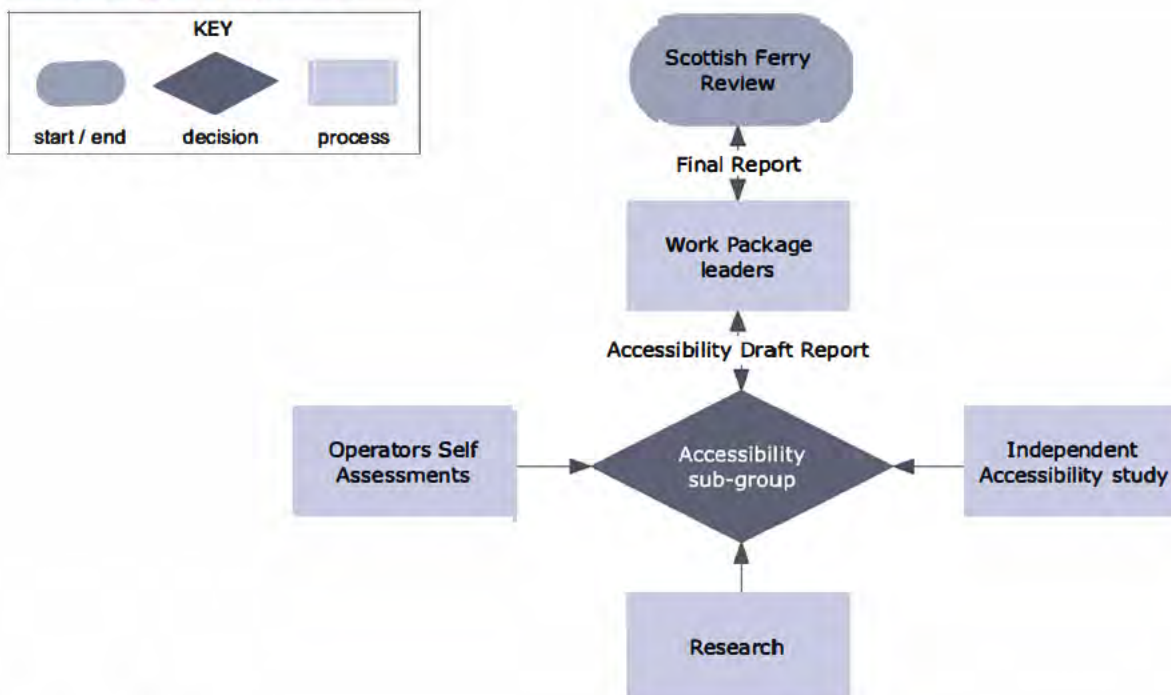 KEY
start / end
decision
process
Scottish Ferry
Review
Final Report
Work Package
leaders
Accessibility Draft Report
Operators Self
Assessments
Accessibility
sub-group
Independent
Accessibility study
Research